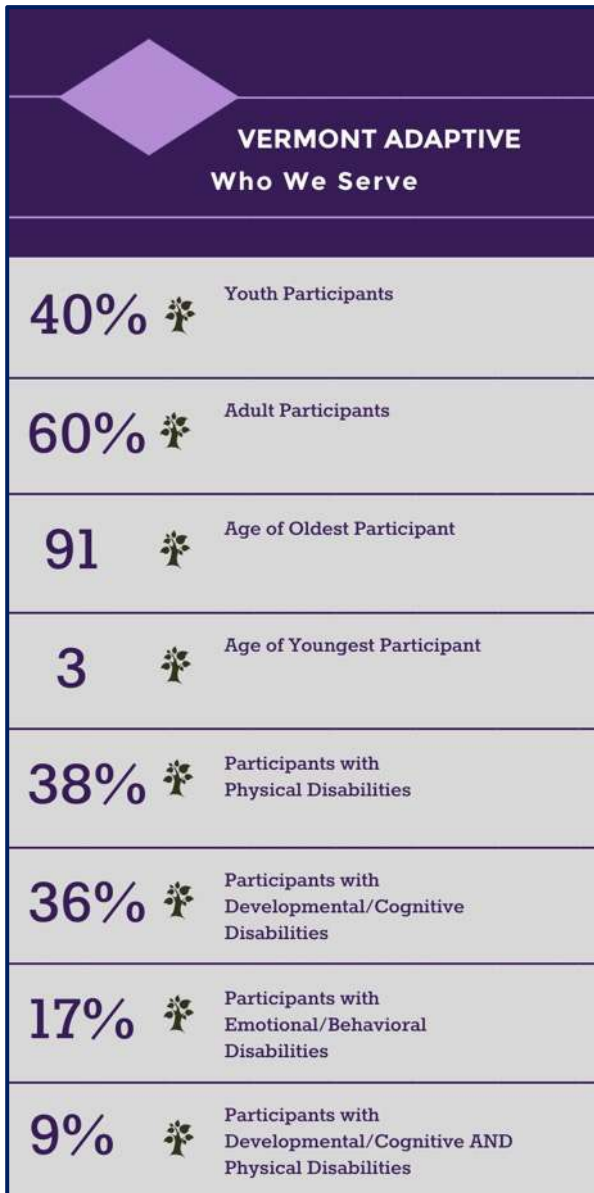 VERMONT ADAPTIVE
Who We Serve
40%
Youth Participants
60%
Adult Participants
91
Age of Oldest Participant
3
Age of Youngest Participant
38%
Participants with
Physical Disabilities
36%
Participants with
Developmental/Cognitive
Disabilities
17%
Participants with
Emotional/Behavioral
Disabilities
9%
Participants with
Developmental/Cognitive AND
Physical Disabilities